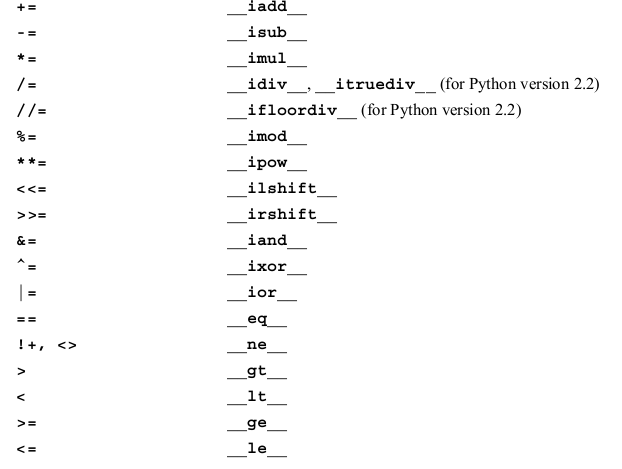 += __iadd__
-= __isub__
*= __imul__
/= __idiv__, __itruediv__ (for Python version 2.2)
//= __ifloordiv__ (for Python version 2.2)
%= __imod__
**= __ipow__
<<= __ilshift__
>>= __irshift__
&= __iand__
^= __ixor__
|= __ior__
== __eq__
!+, <> __ne__
> __gt__
< __lt__
>= __ge__
<= __le__